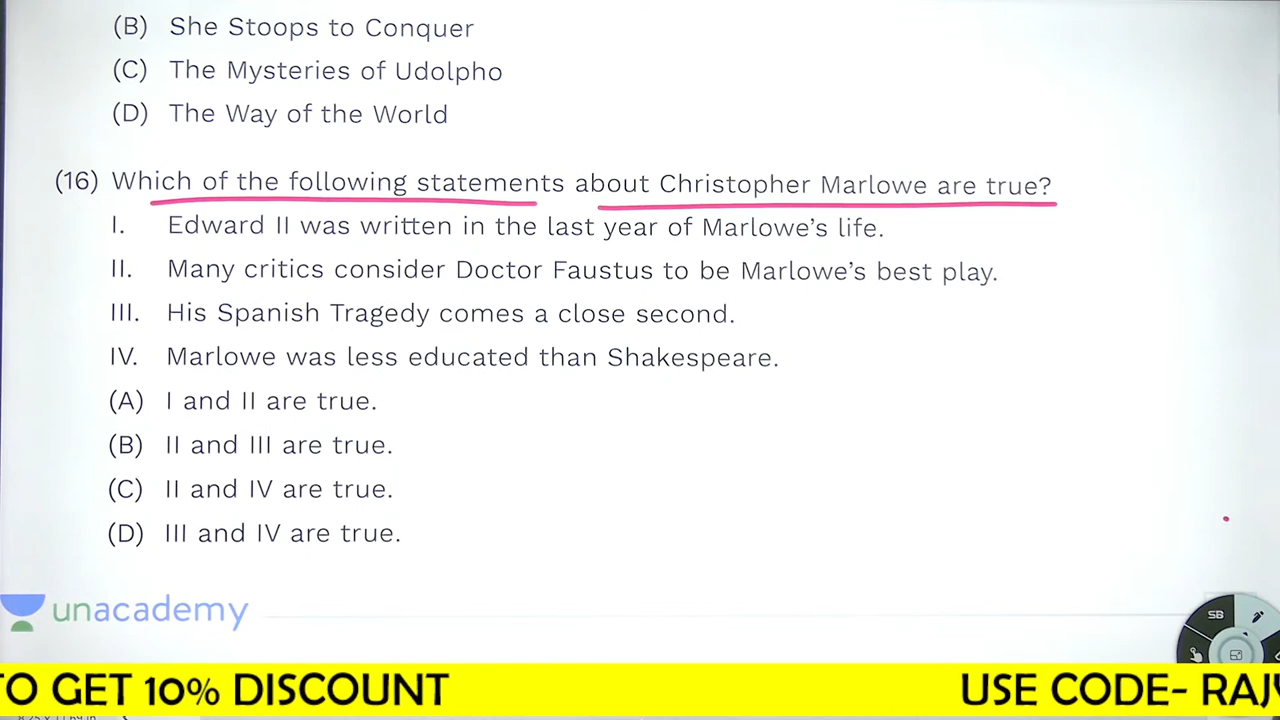 (B) She Stoops to Conquer
(C) The Mysteries of Udolpho
(D) The Way of the World
(16) Which of the following statements about Christopher Marlowe are true?
I. Edward II was written in the last year of Marlowe's life.
II. Many critics consider Doctor Faustus to be Marlowe's best play.
III. His Spanish Tragedy comes a close second.
IV. Marlowe was less educated than Shakespeare.
(A) I and II are true.
(B) II and III are true.
(C) II and IV are true.
(D) III and IV are true.
unacademy
SB
TO GET 10% DISCOUNT USE CODE- RAJ